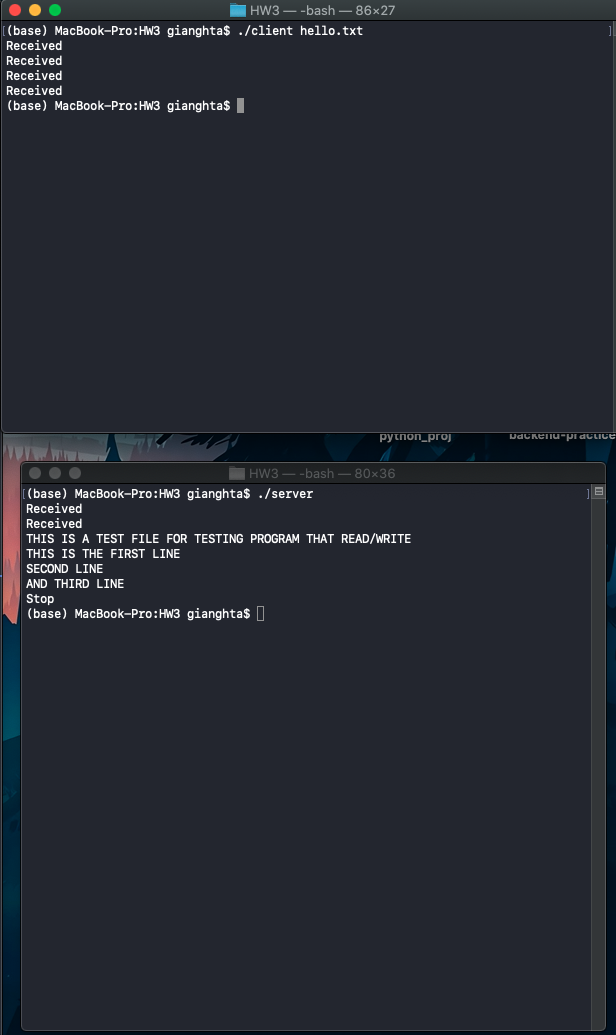 HW3 — -bash — 86×27
(base) MacBook-Pro:HW3 gianghta$ ./client hello.txt
Received
Received
Received
Received
(base) MacBook-Pro:HW3 gianghta$
python_proj
backend-practice
HW3 — -bash — 80×36
(base) MacBook-Pro:HW3 gianghta$ ./server
Received
Received
THIS IS A TEST FILE FOR TESTING PROGRAM THAT READ/WRITE
THIS IS THE FIRST LINE
SECOND LINE
AND THIRD LINE
Stop
(base) MacBook-Pro:HW3 gianghta$